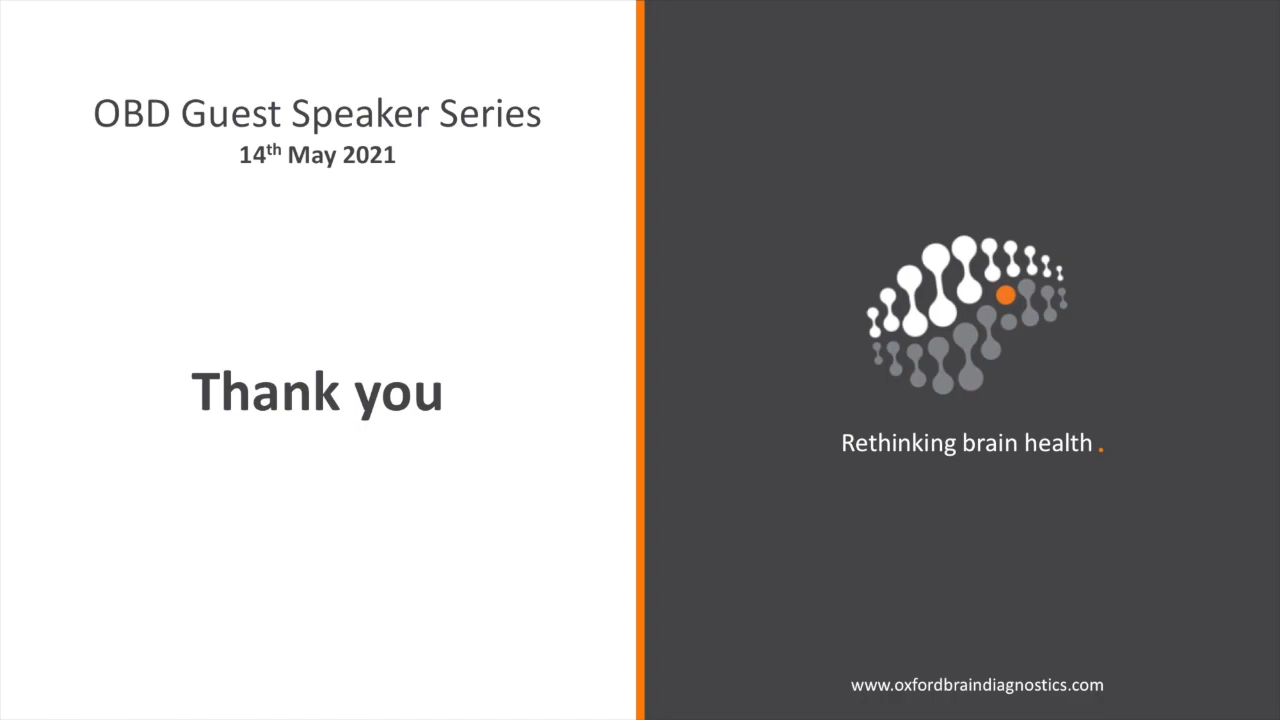 OBD Guest Speaker Series
14th May 2021
Thank you
Rethinking brain health .
www.oxfordbraindiagnostics.com